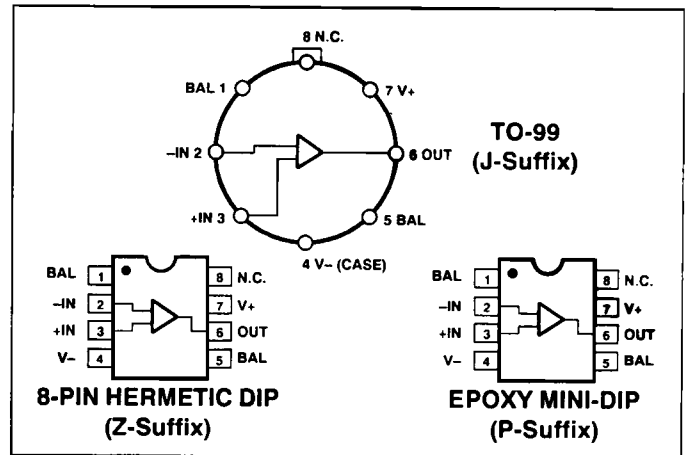 8 N.C.
BAL 1
7 V+
–IN 2
6 OUT
+IN 3
5 BAL
4 V– (CASE)
TO-99
(J-Suffix)
BAL 1
8 N.C.
–IN 2
7 V+
+IN 3
6 OUT
V– 4
5 BAL
8-PIN HERMETIC DIP
(Z-Suffix)
BAL 1
8 N.C.
–IN 2
7 V+
+IN 3
6 OUT
V– 4
5 BAL
EPOXY MINI-DIP
(P-Suffix)